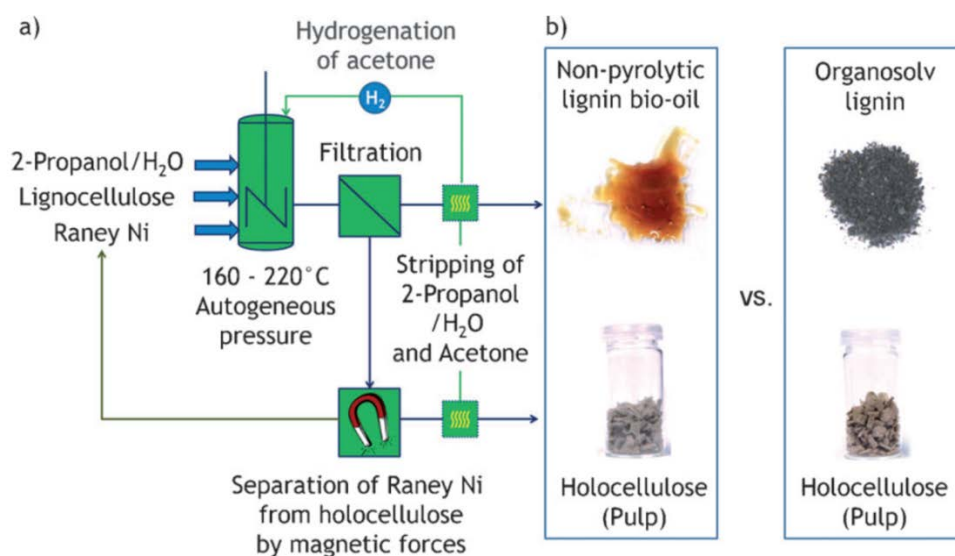 a)
Hydrogenation
of acetone
H₂
2-Propanol/H₂O
Lignocellulose
Raney Ni
Filtration
160 - 220°C
Autogeneous
pressure
Stripping of
2-Propanol
/H₂O
and Acetone
Separation of Raney Ni
from holocellulose
by magnetic forces
b)
Non-pyrolytic
lignin bio-oil
Holocellulose
(Pulp)
vs.
Organosolv
lignin
Holocellulose
(Pulp)